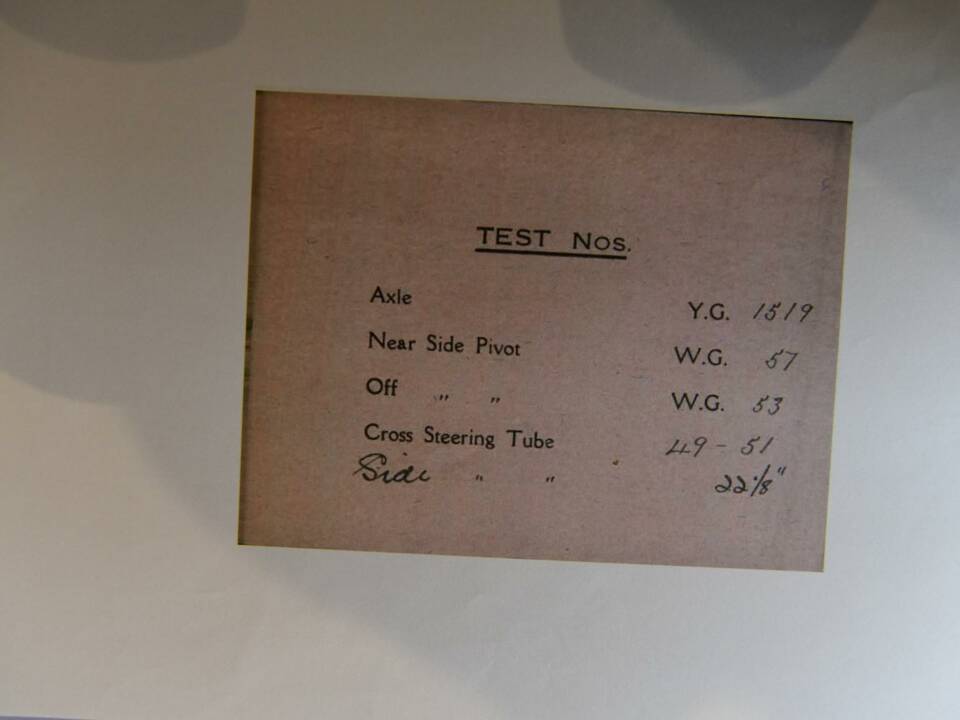 TEST Nos.
Axle Y.G. 1519
Near Side Pivot W.G. 57
Off " " W.G. 53
Cross Steering Tube 49-51
Side " " 22⅛"